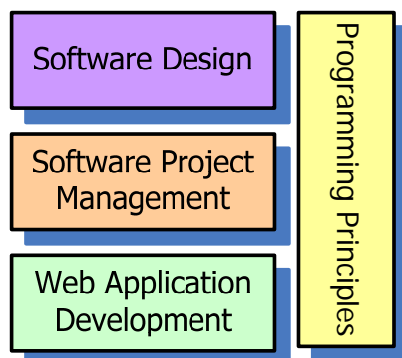 Software Design
Software Project
Management
Web Application
Development
Programming Principles